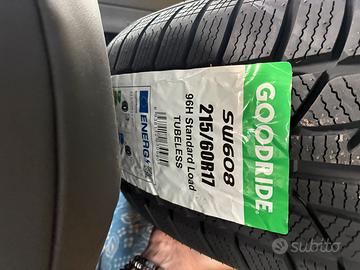 GOODRIDE
SW608
215/60R17
96H Standard Load
TUBELESS
ENERG
subito